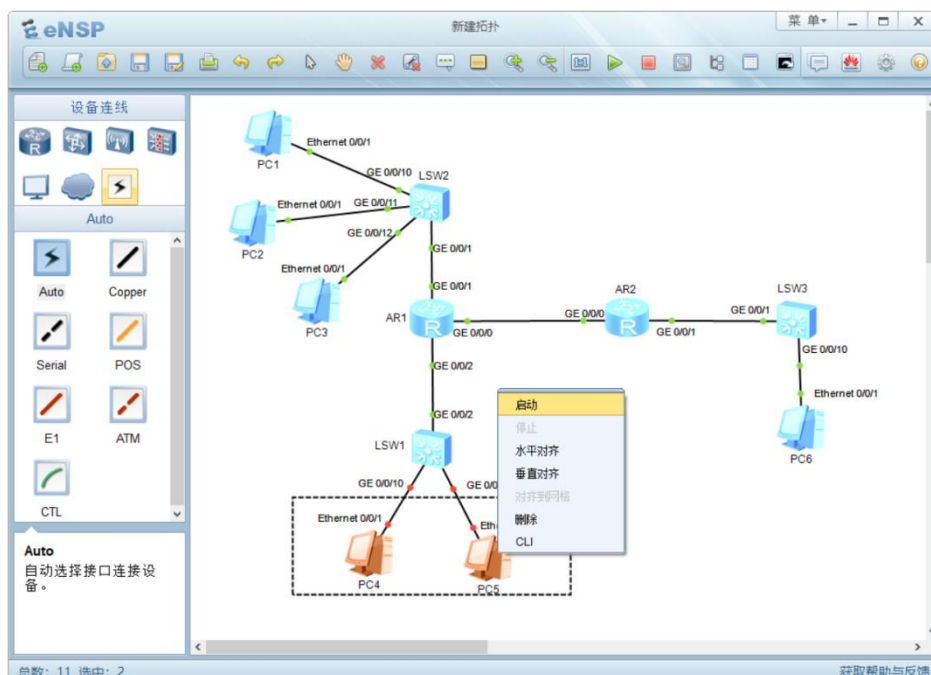 eNSP
新建拓扑
菜 单
设备连线
Auto
Auto
Copper
Serial
POS
E1
ATM
CTL
Auto
自动选择接口连接设
备。
PC1
Ethernet 0/0/1
GE 0/0/10
LSW2
Ethernet 0/0/1
GE 0/0/11
PC2
GE 0/0/12
GE 0/0/1
Ethernet 0/0/1
PC3
GE 0/0/1
AR1
R
GE 0/0/0
GE 0/0/0
AR2
R
GE 0/0/1
GE 0/0/1
LSW3
GE 0/0/10
Ethernet 0/0/1
PC6
GE 0/0/2
GE 0/0/2
LSW1
GE 0/0/10
GE 0/0
Ethernet 0/0/1
Eth
PC4
PC5
启动
停止
水平对齐
垂直对齐
对齐到网格
删除
CLI
总数: 11 选中: 2
获取帮助与反馈